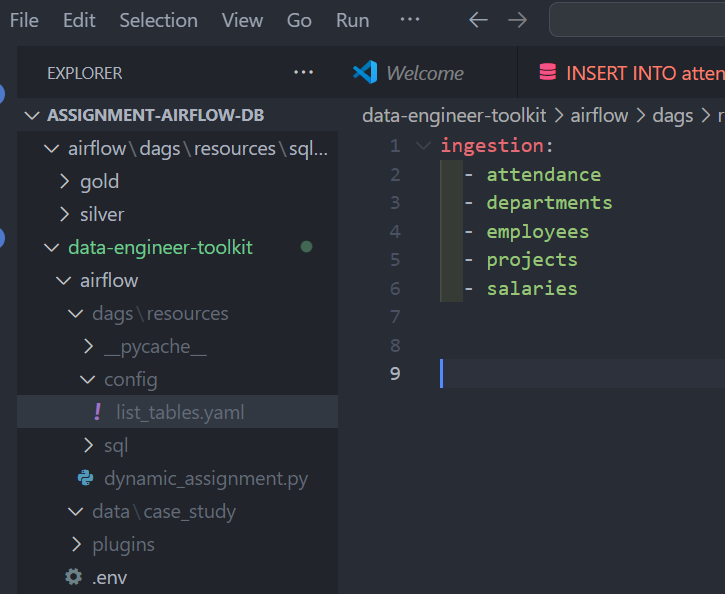 File Edit Selection View Go Run ···
EXPLORER ···
Welcome
INSERT INTO atten
ASSIGNMENT-AIRFLOW-DB
data-engineer-toolkit > airflow > dags > r
airflow\dags\resources\sql...
gold
silver
data-engineer-toolkit
airflow
dags\resources
__pycache__
config
! list_tables.yaml
sql
dynamic_assignment.py
data\case_study
plugins
.env
1 ingestion:
2 - attendance
3 - departments
4 - employees
5 - projects
6 - salaries
7
8
9